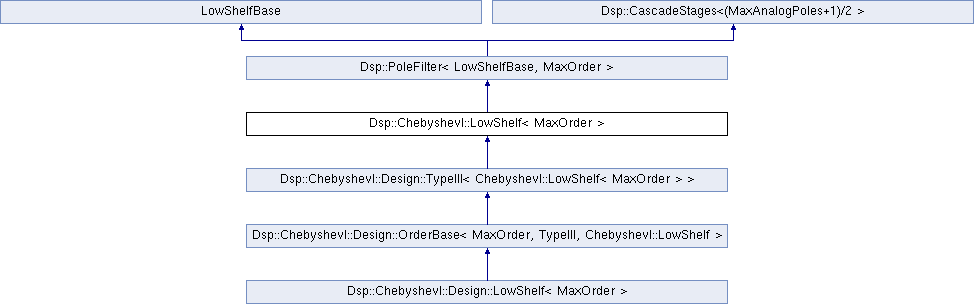 LowShelfBase
Dsp::CascadeStages<(MaxAnalogPoles+1)/2 >
Dsp::PoleFilter< LowShelfBase, MaxOrder >
Dsp::ChebyshevI::LowShelf< MaxOrder >
Dsp::ChebyshevI::Design::TypeIII< ChebyshevI::LowShelf< MaxOrder > >
Dsp::ChebyshevI::Design::OrderBase< MaxOrder, TypeIII, ChebyshevI::LowShelf >
Dsp::ChebyshevI::Design::LowShelf< MaxOrder >